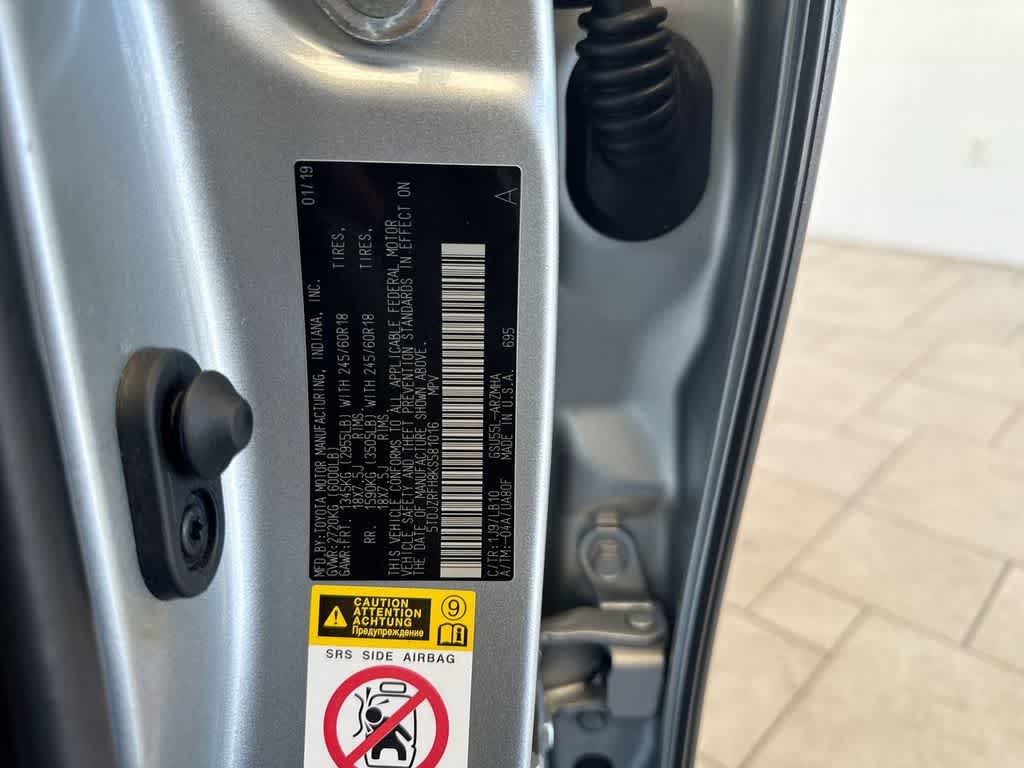 MFD.BY:TOYOTA MOTOR MANUFACTURING, INDIANA, INC. 01/19
GVWR:2720KG (6000LB)
GAWR:FRT. 1345KG (2955LB) WITH 245/60R18 TIRES,
18X7.5J RIMS
RR. 1590KG (3505LB) WITH 245/60R18 TIRES,
18X7.5J RIMS
THIS VEHICLE CONFORMS TO ALL APPLICABLE FEDERAL MOTOR
VEHICLE SAFETY AND THEFT PREVENTION STANDARDS IN EFFECT ON
THE DATE OF MANUFACTURE SHOWN ABOVE.
5TDJZRFH8KS581016 MPV
C/TR:1J9/LB10 GSU55L-ARZMHA 695
A/TM:-04A/UA80F MADE IN U.S.A. A
CAUTION
ATTENTION
ACHTUNG
Предупреждение
9
SRS SIDE AIRBAG